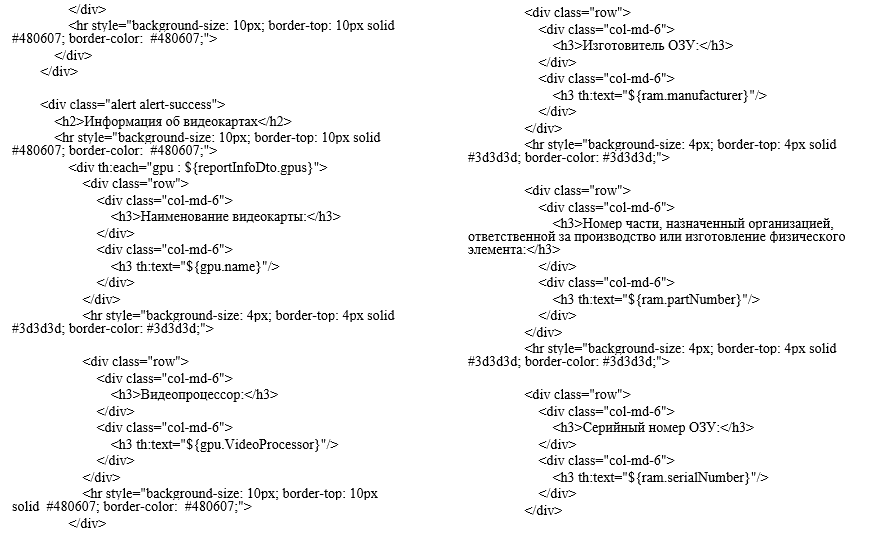 </div>
<hr style="background-size: 10px; border-top: 10px solid
#480607; border-color:  #480607;">
</div>
</div>
<div class="alert alert-success">
<h2>Информация об видеокартах</h2>
<hr style="background-size: 10px; border-top: 10px solid
#480607; border-color:  #480607;">
<div th:each="gpu : ${reportInfoDto.gpus}">
<div class="row">
<div class="col-md-6">
<h3>Наименование видеокарты:</h3>
</div>
<div class="col-md-6">
<h3 th:text="${gpu.name}"/>
</div>
</div>
<hr style="background-size: 4px; border-top: 4px solid
#3d3d3d; border-color: #3d3d3d;">
<div class="row">
<div class="col-md-6">
<h3>Видеопроцессор:</h3>
</div>
<div class="col-md-6">
<h3 th:text="${gpu.VideoProcessor}"/>
</div>
</div>
<hr style="background-size: 10px; border-top: 10px
solid  #480607; border-color:  #480607;">
</div>
<div class="row">
<div class="col-md-6">
<h3>Изготовитель ОЗУ:</h3>
</div>
<div class="col-md-6">
<h3 th:text="${ram.manufacturer}"/>
</div>
</div>
<hr style="background-size: 4px; border-top: 4px solid
#3d3d3d; border-color: #3d3d3d;">
<div class="row">
<div class="col-md-6">
<h3>Номер части, назначенный организацией,
ответственной за производство или изготовление физического
элемента:</h3>
</div>
<div class="col-md-6">
<h3 th:text="${ram.partNumber}"/>
</div>
</div>
<hr style="background-size: 4px; border-top: 4px solid
#3d3d3d; border-color: #3d3d3d;">
<div class="row">
<div class="col-md-6">
<h3>Серийный номер ОЗУ:</h3>
</div>
<div class="col-md-6">
<h3 th:text="${ram.serialNumber}"/>
</div>
</div>